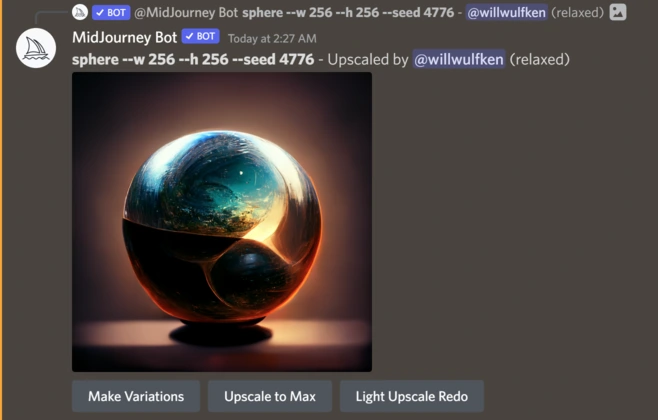 BOT @MidJourney Bot sphere --w 256 --h 256 --seed 4776 - @willwulfken (relaxed)
MidJourney Bot BOT Today at 2:27 AM
sphere --w 256 --h 256 --seed 4776 - Upscaled by @willwulfken (relaxed)
Make Variations Upscale to Max Light Upscale Redo